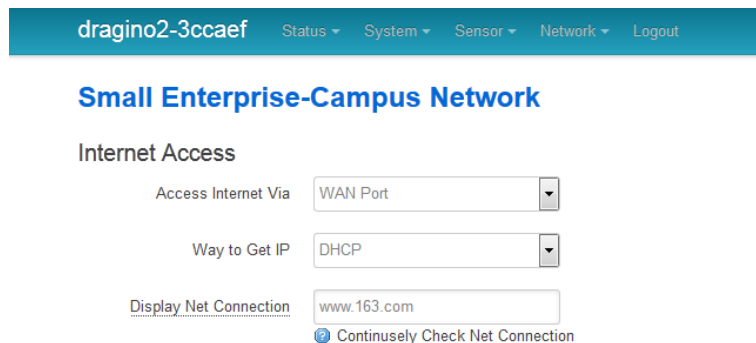 dragino2-3ccaef Status System Sensor Network Logout
Small Enterprise-Campus Network
Internet Access
Access Internet Via WAN Port
Way to Get IP DHCP
Display Net Connection www.163.com
Continusely Check Net Connection